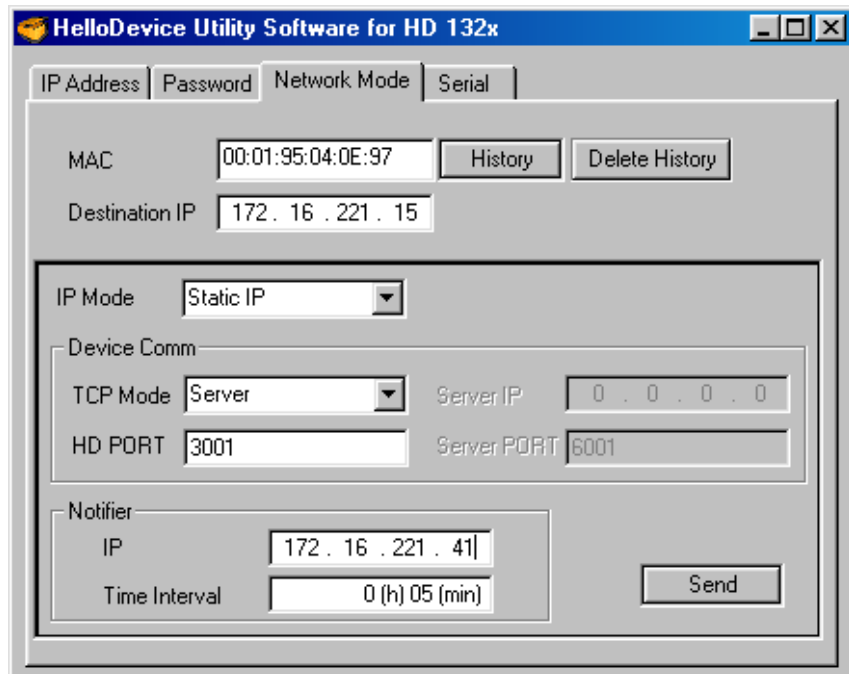 HelloDevice Utility Software for HD 132x
IP Address Password Network Mode Serial
MAC 00:01:95:04:0E:97 History Delete History
Destination IP 172 . 16 . 221 . 15
IP Mode Static IP
Device Comm
TCP Mode Server Server IP 0 . 0 . 0 . 0
HD PORT 3001 Server PORT 6001
Notifier
IP 172 . 16 . 221 . 41
Time Interval 0 (h) 05 (min)
Send